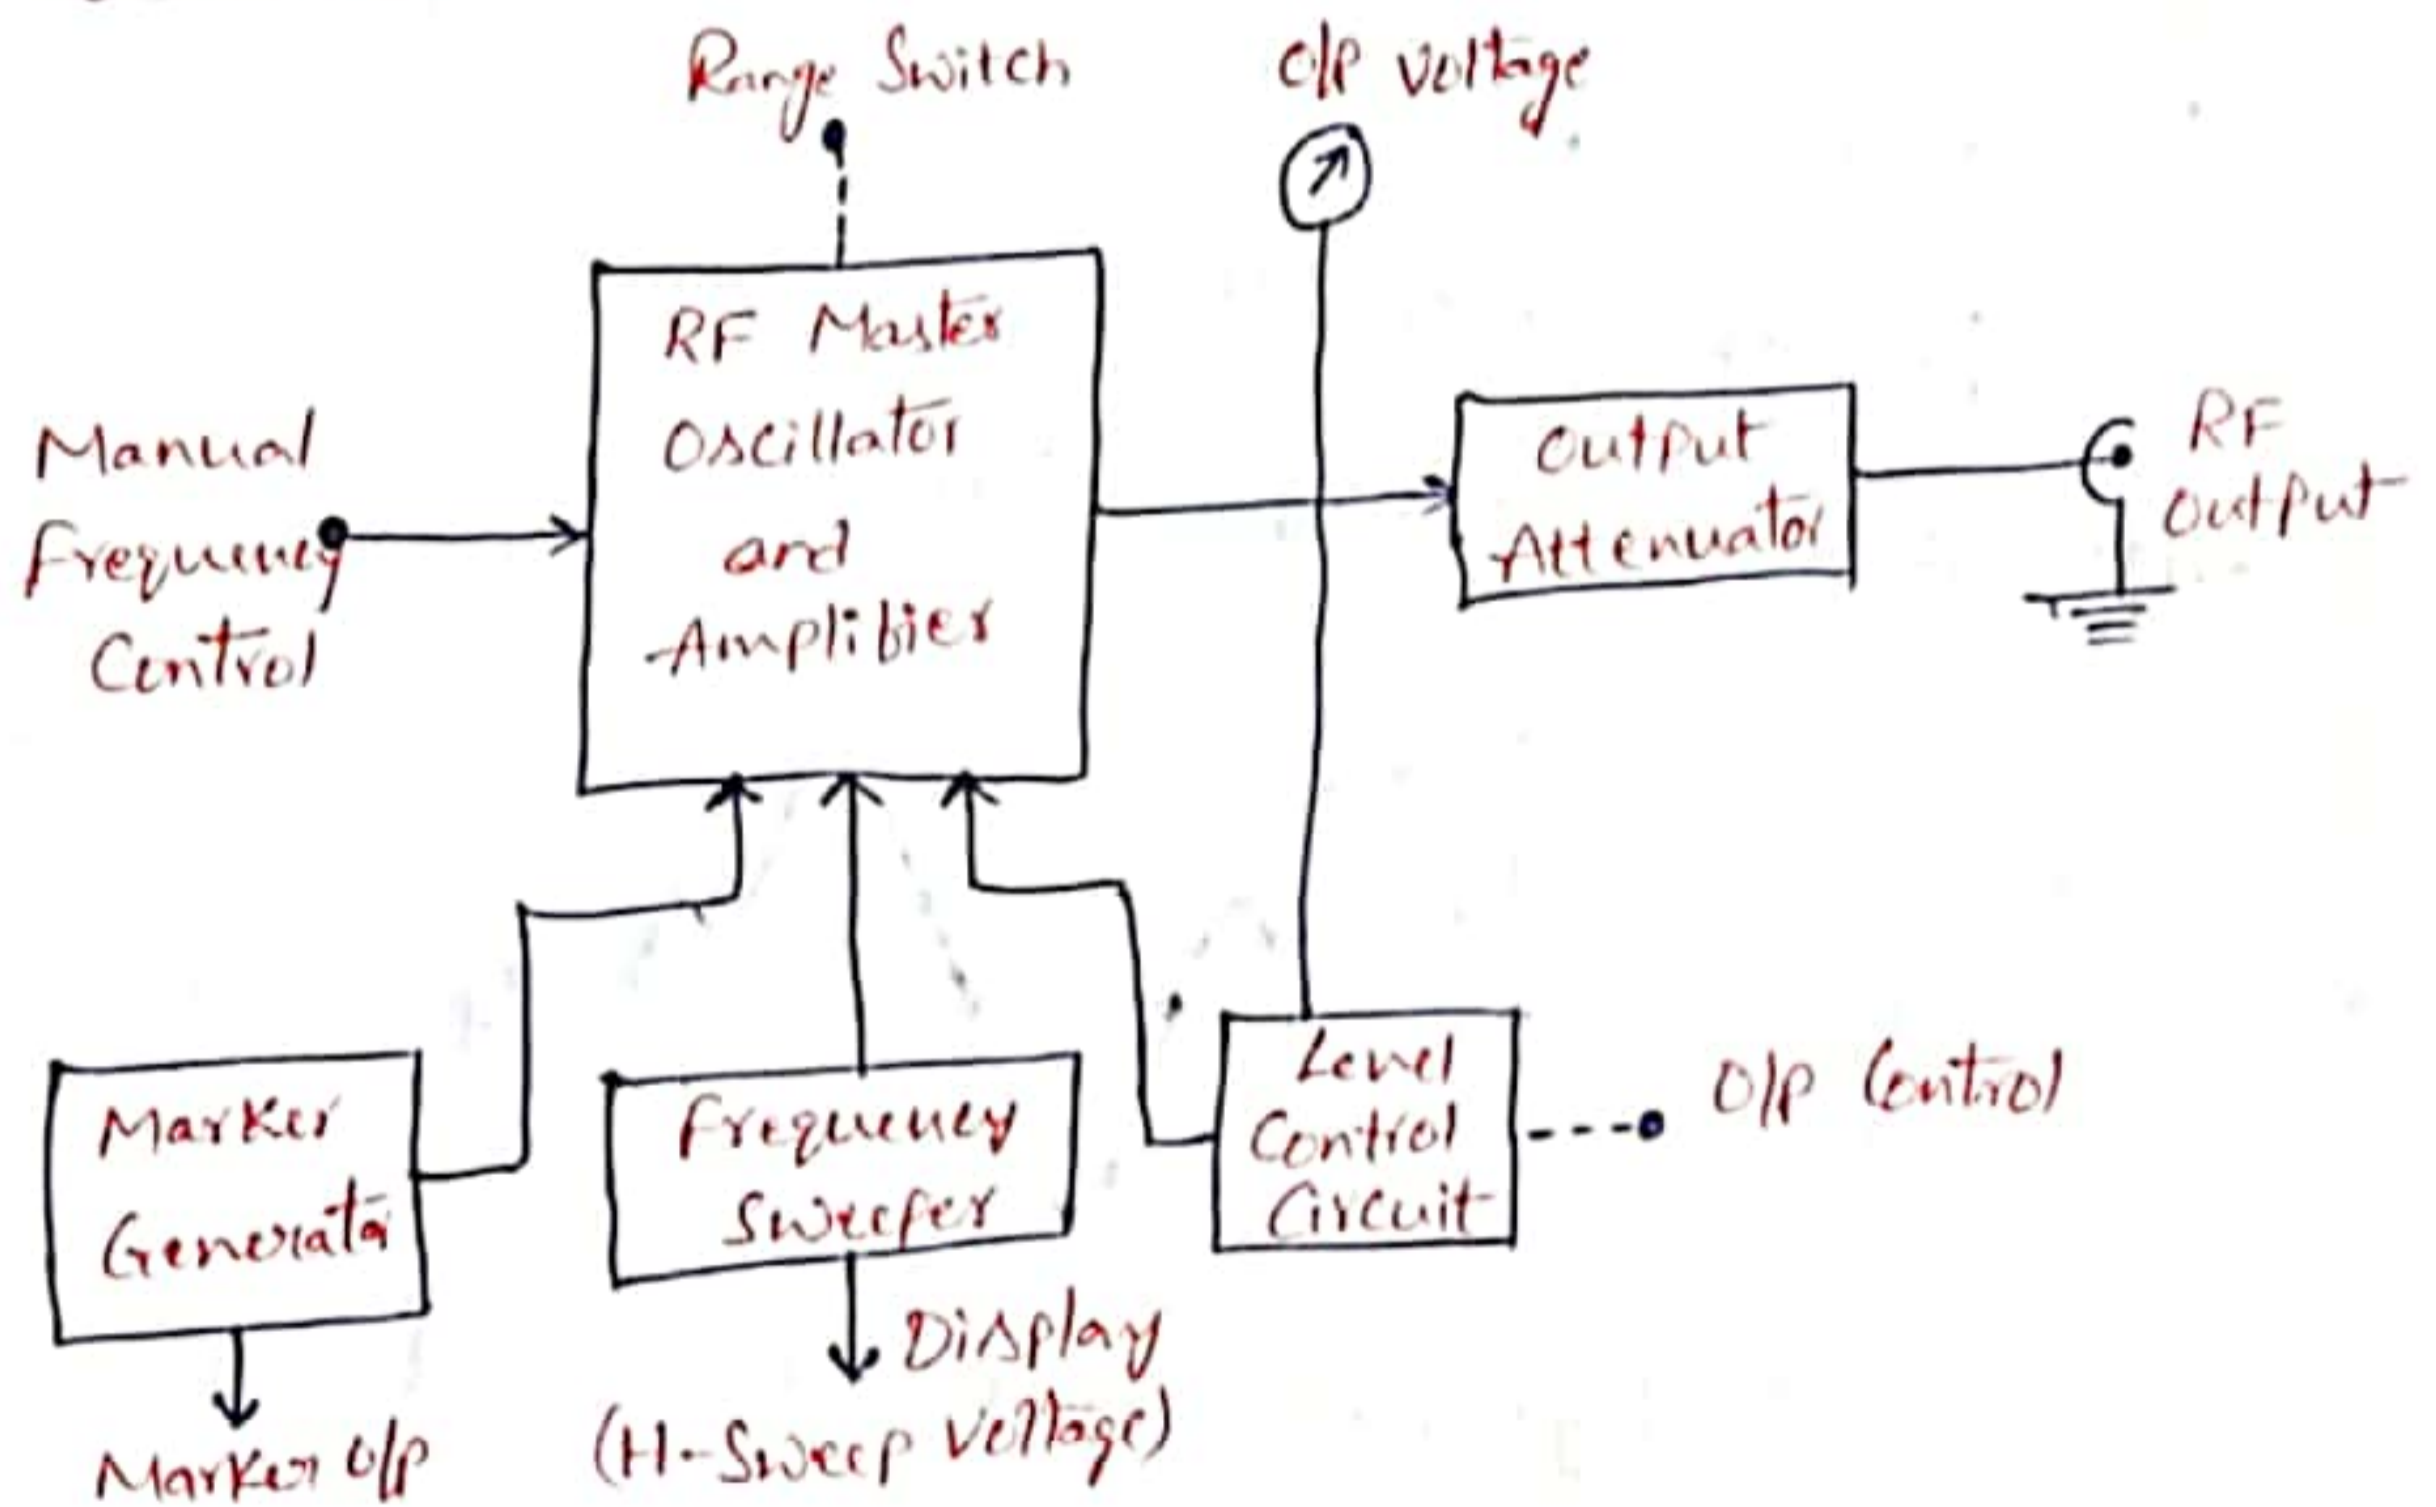 Range Switch
O/P Voltage
RF Master
Oscillator
and
Amplifier
Manual
Frequency
Control
Output
Attenuator
RF
Output
Marker
Generator
Frequency
Sweeper
Level
Control
Circuit
O/P Control
Display
(H-Sweep Voltage)
Marker O/P